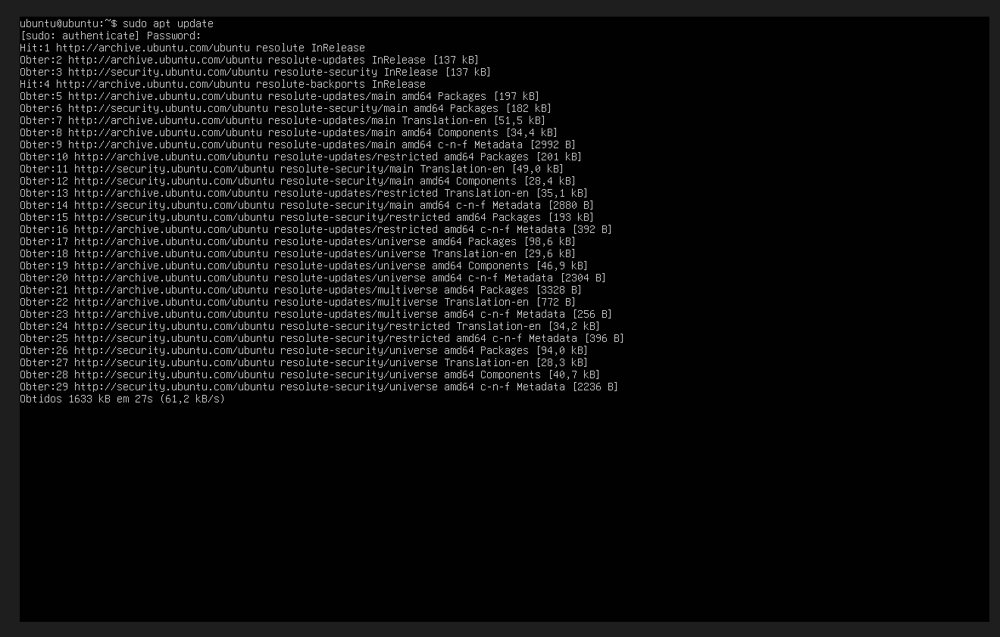 ubuntu@ubuntu:~$ sudo apt update
[sudo: authenticate] Password:
Hit:1 http://archive.ubuntu.com/ubuntu resolute InRelease
Obter:2 http://archive.ubuntu.com/ubuntu resolute-updates InRelease [137 kB]
Obter:3 http://security.ubuntu.com/ubuntu resolute-security InRelease [137 kB]
Hit:4 http://archive.ubuntu.com/ubuntu resolute-backports InRelease
Obter:5 http://archive.ubuntu.com/ubuntu resolute-updates/main amd64 Packages [197 kB]
Obter:6 http://security.ubuntu.com/ubuntu resolute-security/main amd64 Packages [182 kB]
Obter:7 http://archive.ubuntu.com/ubuntu resolute-updates/main Translation-en [51,5 kB]
Obter:8 http://archive.ubuntu.com/ubuntu resolute-updates/main amd64 Components [34,4 kB]
Obter:9 http://archive.ubuntu.com/ubuntu resolute-updates/main amd64 c-n-f Metadata [2992 B]
Obter:10 http://archive.ubuntu.com/ubuntu resolute-updates/restricted amd64 Packages [201 kB]
Obter:11 http://security.ubuntu.com/ubuntu resolute-security/main Translation-en [49,0 kB]
Obter:12 http://security.ubuntu.com/ubuntu resolute-security/main amd64 Components [28,4 kB]
Obter:13 http://archive.ubuntu.com/ubuntu resolute-updates/restricted Translation-en [35,1 kB]
Obter:14 http://security.ubuntu.com/ubuntu resolute-security/main amd64 c-n-f Metadata [2880 B]
Obter:15 http://security.ubuntu.com/ubuntu resolute-security/restricted amd64 Packages [193 kB]
Obter:16 http://archive.ubuntu.com/ubuntu resolute-updates/restricted amd64 c-n-f Metadata [392 B]
Obter:17 http://archive.ubuntu.com/ubuntu resolute-updates/universe amd64 Packages [98,6 kB]
Obter:18 http://archive.ubuntu.com/ubuntu resolute-updates/universe Translation-en [29,6 kB]
Obter:19 http://archive.ubuntu.com/ubuntu resolute-updates/universe amd64 Components [46,9 kB]
Obter:20 http://archive.ubuntu.com/ubuntu resolute-updates/universe amd64 c-n-f Metadata [2304 B]
Obter:21 http://archive.ubuntu.com/ubuntu resolute-updates/multiverse amd64 Packages [3328 B]
Obter:22 http://archive.ubuntu.com/ubuntu resolute-updates/multiverse Translation-en [772 B]
Obter:23 http://archive.ubuntu.com/ubuntu resolute-updates/multiverse amd64 c-n-f Metadata [256 B]
Obter:24 http://security.ubuntu.com/ubuntu resolute-security/restricted Translation-en [34,2 kB]
Obter:25 http://security.ubuntu.com/ubuntu resolute-security/restricted amd64 c-n-f Metadata [396 B]
Obter:26 http://security.ubuntu.com/ubuntu resolute-security/universe amd64 Packages [94,0 kB]
Obter:27 http://security.ubuntu.com/ubuntu resolute-security/universe Translation-en [28,3 kB]
Obter:28 http://security.ubuntu.com/ubuntu resolute-security/universe amd64 Components [40,7 kB]
Obter:29 http://security.ubuntu.com/ubuntu resolute-security/universe amd64 c-n-f Metadata [2236 B]
Obtidos 1633 kB em 27s (61,2 kB/s)